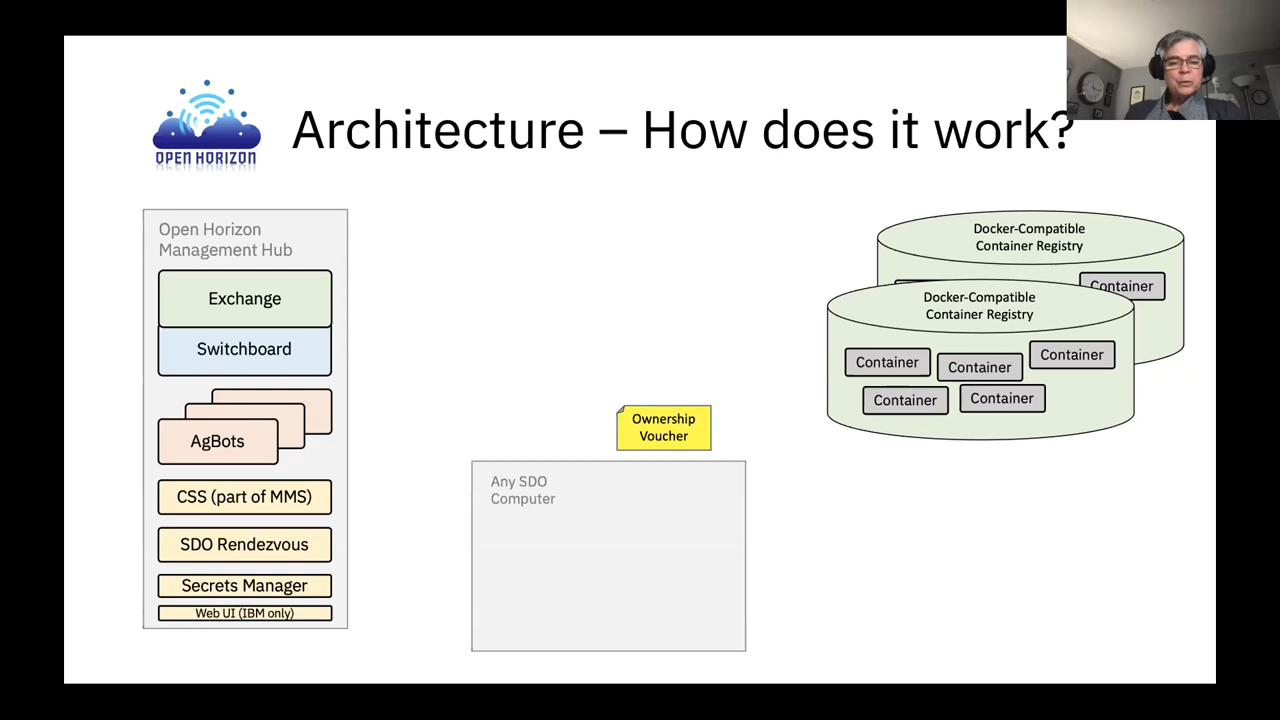 OPEN HORIZON
Architecture – How does it work?
Open Horizon
Management Hub
Exchange
Switchboard
AgBots
CSS (part of MMS)
SDO Rendezvous
Secrets Manager
Web UI (IBM only)
Ownership
Voucher
Any SDO
Computer
Docker-Compatible
Container Registry
Container
Docker-Compatible
Container Registry
Container
Container
Container
Container
Container